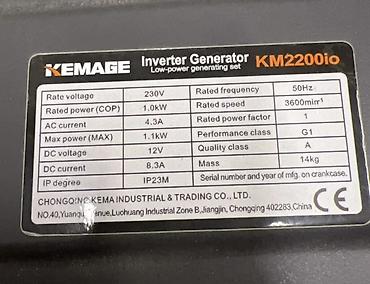 KEMAGE Inverter Generator KM2200io
Low-power generating set
Rate voltage 230V Rated frequency 50Hz
Rated power (COP) 1.0kW Rated speed 3600min⁻¹
AC current 4.3A Rated power factor 1
Max power (MAX) 1.1kW Performance class G1
DC voltage 12V Quality class A
DC current 8.3A Mass 14kg
IP degree IP23M Serial number and year of mfg. on crankcase.
CHONGQING KEMA INDUSTRIAL & TRADING CO., LTD.
NO.40, Industrial Zone B,Jiangjin, Chongqing 402283,China CE